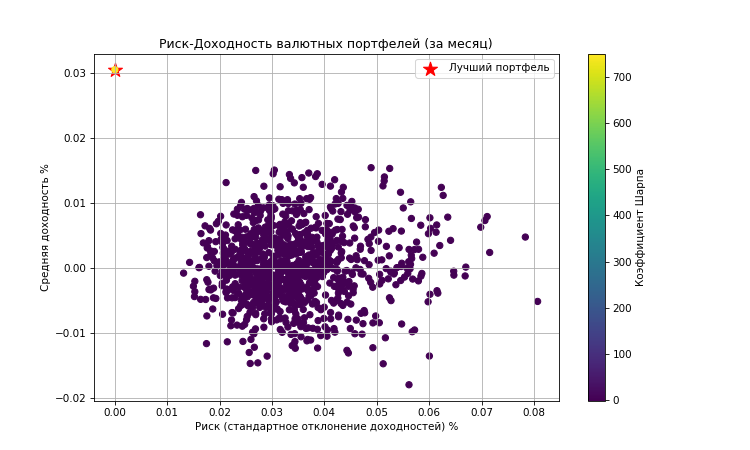 Риск-Доходность валютных портфелей (за месяц)
Лучший портфель
Средняя доходность %
0.03
0.02
0.01
0.00
−0.01
−0.02
0.00 0.01 0.02 0.03 0.04 0.05 0.06 0.07 0.08
Риск (стандартное отклонение доходностей) %
700
600
500
400
300
200
100
0
Коэффициент Шарпа